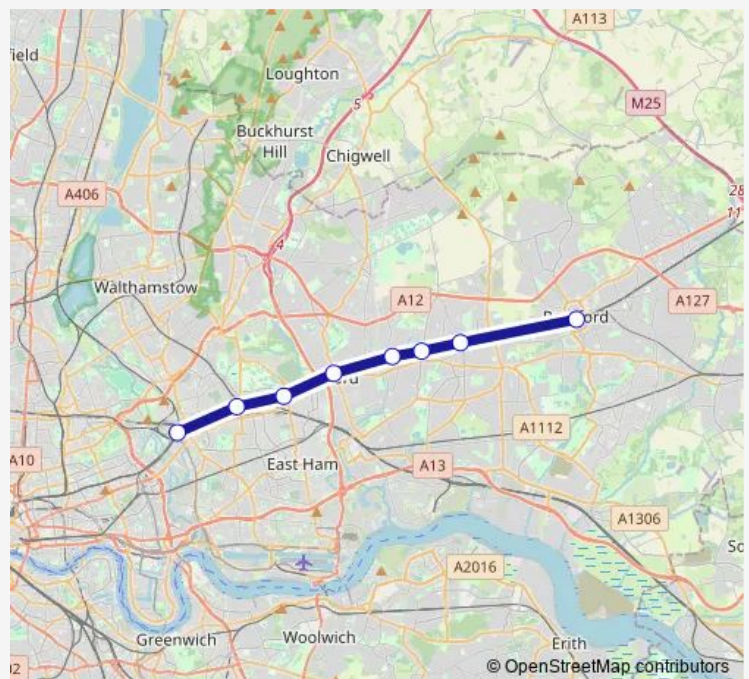 A113
field
Loughton
5
M25
Buckhurst
Hill
Chigwell
A406
28
11
4
Walthamstow
A12
A127
A10
A1112
East Ham
A13
A1306
A2016
Greenwich
Woolwich
Erith
© OpenStreetMap contributors